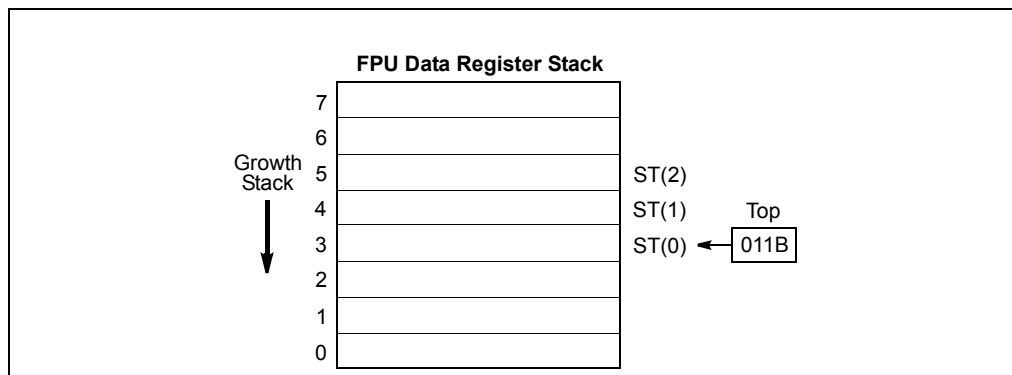 FPU Data Register Stack
7
6
Growth
Stack
5
ST(2)
4
ST(1)
Top
3
ST(0)
011B
2
1
0